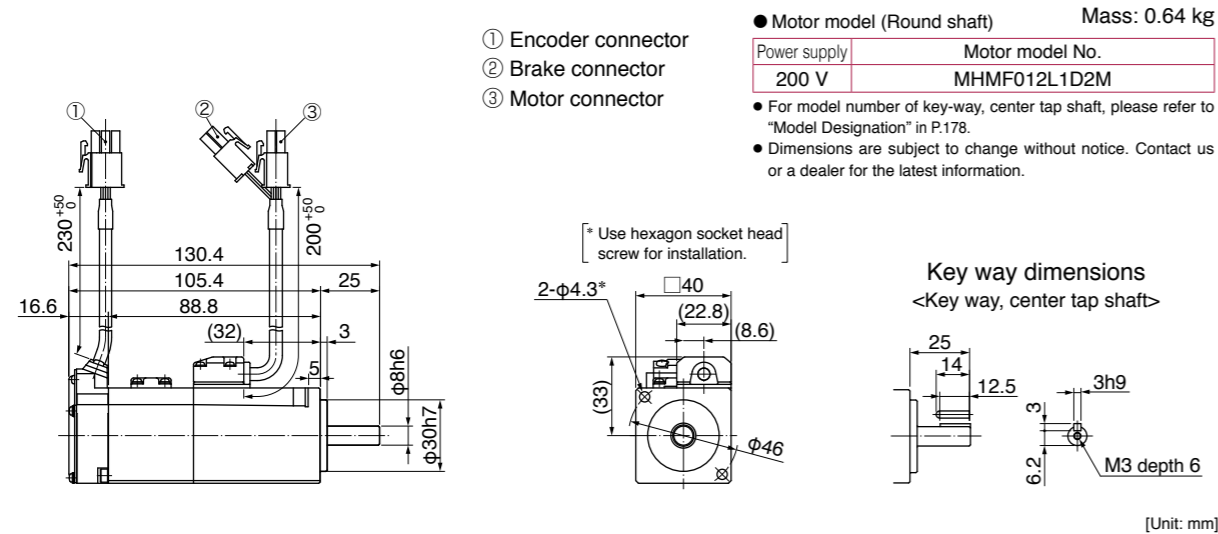 ① Encoder connector
② Brake connector
③ Motor connector
● Motor model (Round shaft)
Mass: 0.64 kg
Power supply Motor model No.
200 V MHMF012L1D2M
● For model number of key-way, center tap shaft, please refer to
“Model Designation” in P.178.
● Dimensions are subject to change without notice. Contact us
or a dealer for the latest information.
①
②
③
230 +50 0
200 +50 0
130.4
105.4
25
16.6
88.8
(32)
3
5
φ8h6
φ30h7
* Use hexagon socket head
screw for installation.
2-φ4.3*
□40
(22.8)
(8.6)
(33)
φ46
Key way dimensions
<Key way, center tap shaft>
25
14
12.5
3h9
3
6.2
M3 depth 6
[Unit: mm]